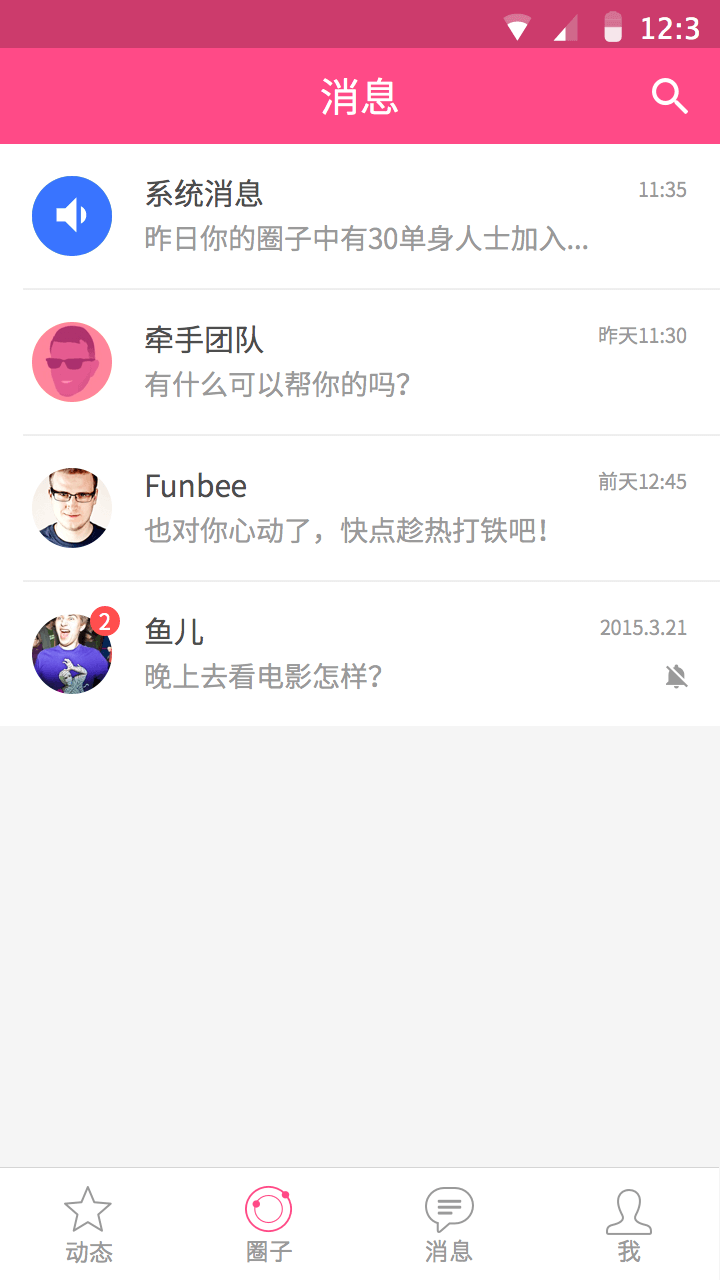 12:3
消息
系统消息
11:35
昨日你的圈子中有30单身人士加入...
牵手团队
昨天11:30
有什么可以帮你的吗？
Funbee
前天12:45
也对你心动了，快点趁热打铁吧！
2
鱼儿
2015.3.21
晚上去看电影怎样？
动态
圈子
消息
我